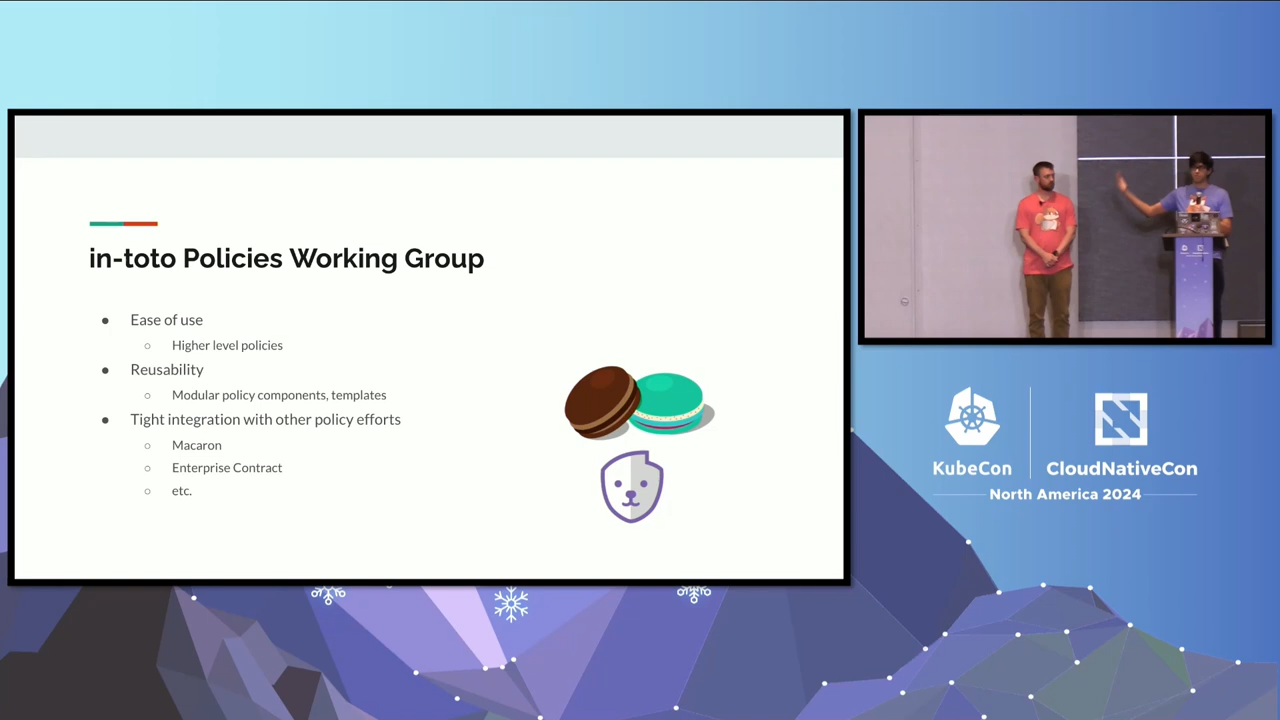 in-toto Policies Working Group
● Ease of use
○ Higher level policies
● Reusability
○ Modular policy components, templates
● Tight integration with other policy efforts
○ Macaron
○ Enterprise Contract
○ etc.
KubeCon
CloudNativeCon
North America 2024